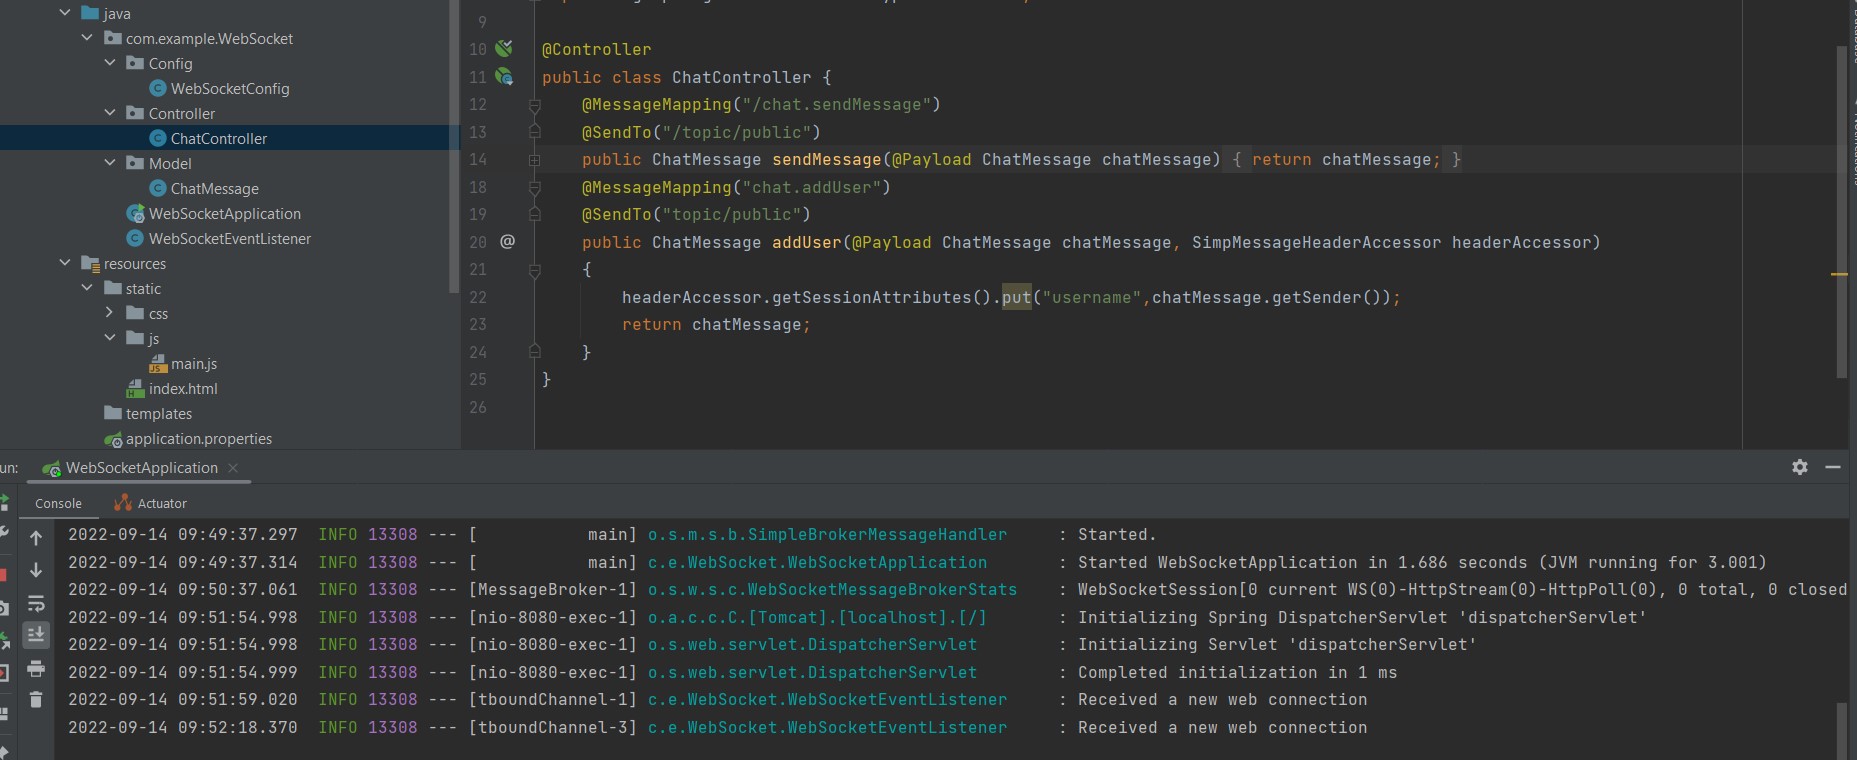 java
com.example.WebSocket
Config
WebSocketConfig
Controller
ChatController
Model
ChatMessage
WebSocketApplication
WebSocketEventListener
resources
static
css
js
main.js
index.html
templates
application.properties
9
10 @Controller
11 public class ChatController {
12 @MessageMapping("/chat.sendMessage")
13 @SendTo("/topic/public")
14 public ChatMessage sendMessage(@Payload ChatMessage chatMessage) { return chatMessage; }
18 @MessageMapping("chat.addUser")
19 @SendTo("topic/public")
20 @ public ChatMessage addUser(@Payload ChatMessage chatMessage, SimpMessageHeaderAccessor headerAccessor)
21 {
22 headerAccessor.getSessionAttributes().put("username",chatMessage.getSender());
23 return chatMessage;
24 }
25 }
26
un: WebSocketApplication
Console Actuator
2022-09-14 09:49:37.297 INFO 13308 --- [ main] o.s.m.s.b.SimpleBrokerMessageHandler : Started.
2022-09-14 09:49:37.314 INFO 13308 --- [ main] c.e.WebSocket.WebSocketApplication : Started WebSocketApplication in 1.686 seconds (JVM running for 3.001)
2022-09-14 09:50:37.061 INFO 13308 --- [MessageBroker-1] o.s.w.s.c.WebSocketMessageBrokerStats : WebSocketSession[0 current WS(0)-HttpStream(0)-HttpPoll(0), 0 total, 0 closed
2022-09-14 09:51:54.998 INFO 13308 --- [nio-8080-exec-1] o.a.c.c.C.[Tomcat].[localhost].[/] : Initializing Spring DispatcherServlet 'dispatcherServlet'
2022-09-14 09:51:54.998 INFO 13308 --- [nio-8080-exec-1] o.s.web.servlet.DispatcherServlet : Initializing Servlet 'dispatcherServlet'
2022-09-14 09:51:54.999 INFO 13308 --- [nio-8080-exec-1] o.s.web.servlet.DispatcherServlet : Completed initialization in 1 ms
2022-09-14 09:51:59.020 INFO 13308 --- [tboundChannel-1] c.e.WebSocket.WebSocketEventListener : Received a new web connection
2022-09-14 09:52:18.370 INFO 13308 --- [tboundChannel-3] c.e.WebSocket.WebSocketEventListener : Received a new web connection